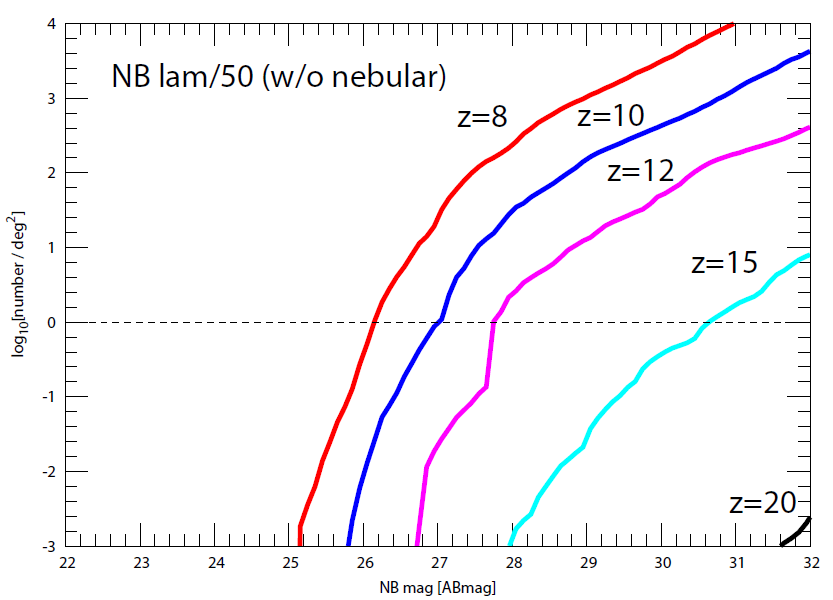 4
NB lam/50 (w/o nebular)
3
z=8
z=10
2
z=12
1
z=15
0
-1
-2
z=20
-3
log10[number / deg2]
22 23 24 25 26 27 28 29 30 31 32
NB mag [ABmag]